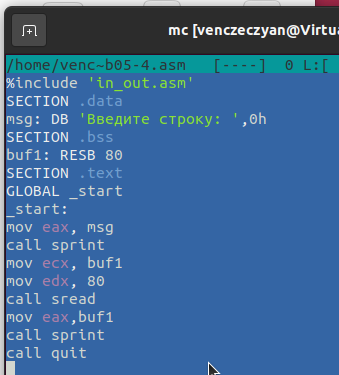 mc [venczeczyan@Virtu
/home/venc~b05-4.asm [----] 0 L:[
%include 'in_out.asm'
SECTION .data
msg: DB 'Введите строку: ',0h
SECTION .bss
buf1: RESB 80
SECTION .text
GLOBAL _start
_start:
mov eax, msg
call sprint
mov ecx, buf1
mov edx, 80
call sread
mov eax,buf1
call sprint
call quit